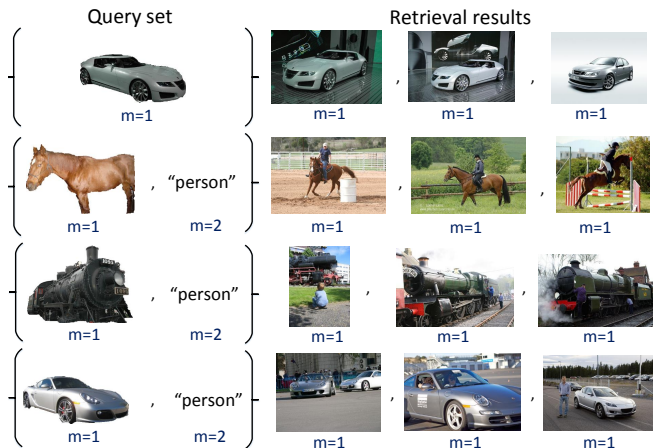 Query set Retrieval results
, ,
m=1 m=1 m=1 m=1
, “person” , ,
m=1 m=2 m=1 m=1 m=1
, “person” , ,
m=1 m=2 m=1 m=1 m=1
, “person” , ,
m=1 m=2 m=1 m=1 m=1